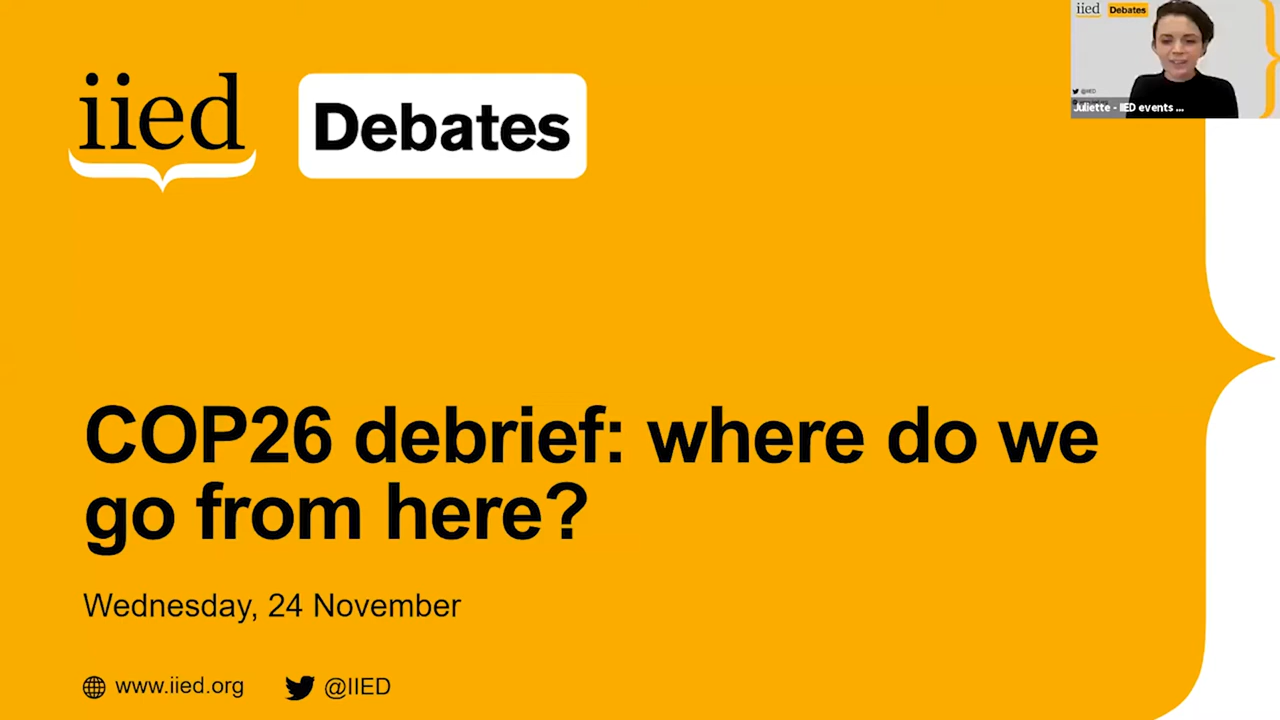 iied
Debates
iied Debates
@IIED
Juliette - IIED events ...
COP26 debrief: where do we
go from here?
Wednesday, 24 November
www.iied.org
@IIED